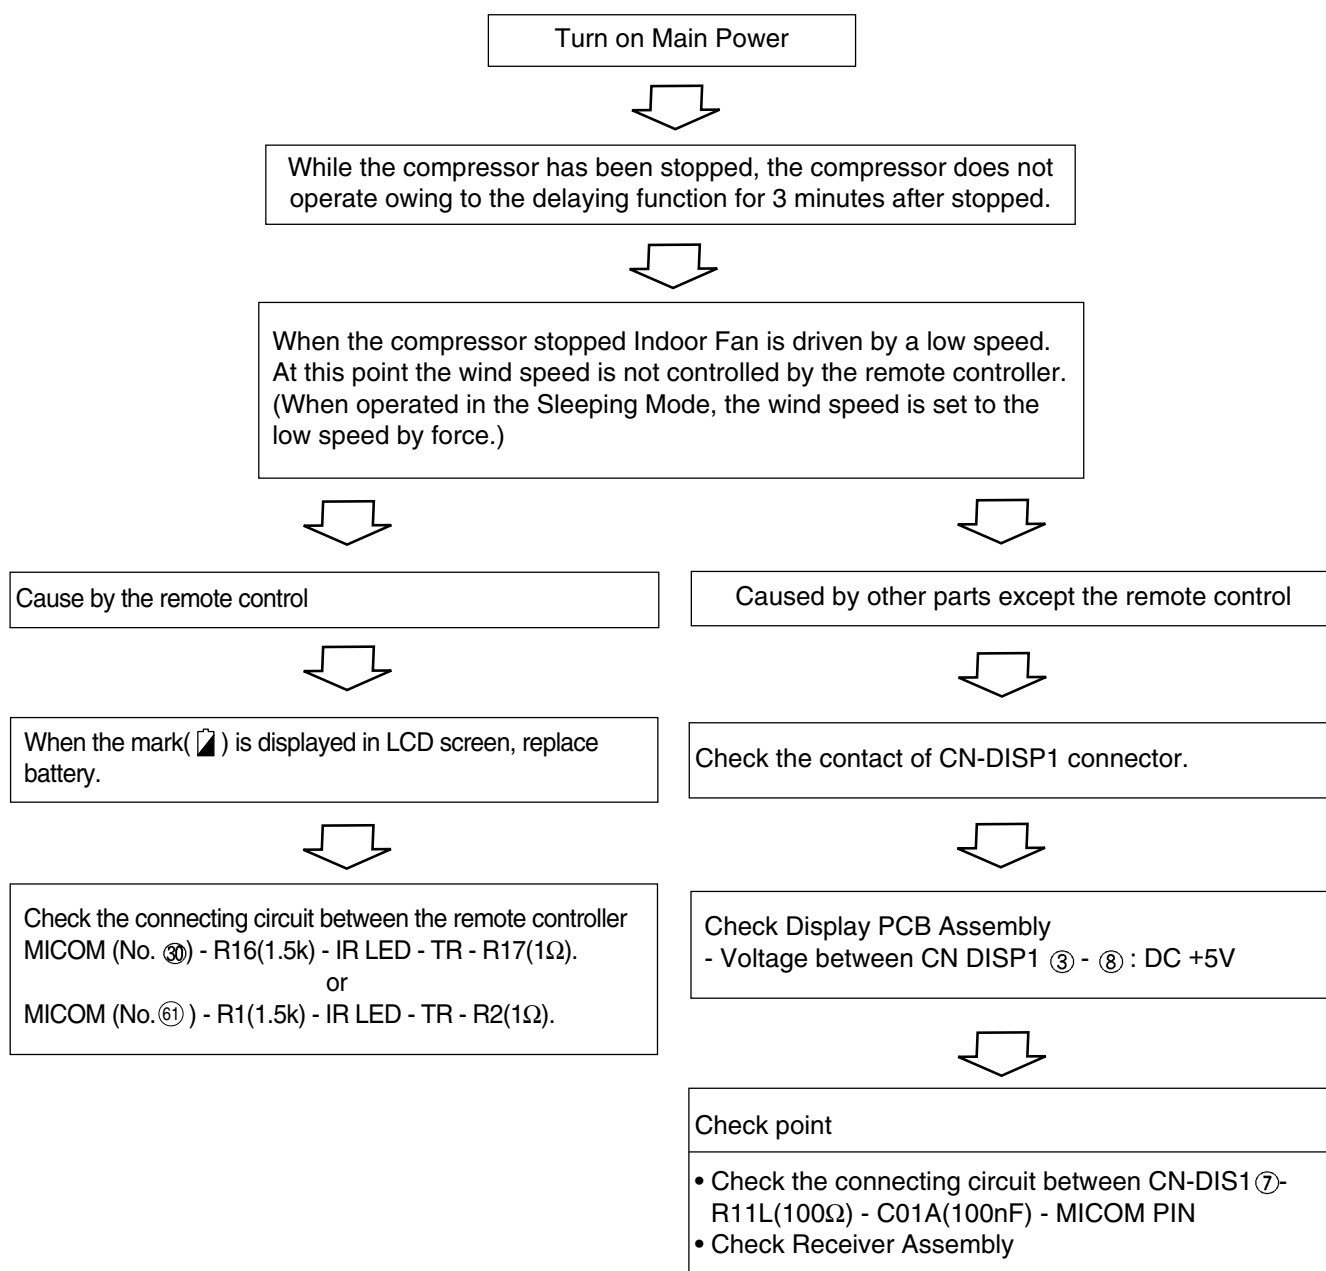 Turn on Main Power
While the compressor has been stopped, the compressor does not
operate owing to the delaying function for 3 minutes after stopped.
When the compressor stopped Indoor Fan is driven by a low speed.
At this point the wind speed is not controlled by the remote controller.
(When operated in the Sleeping Mode, the wind speed is set to the
low speed by force.)
Cause by the remote control
When the mark( ) is displayed in LCD screen, replace
battery.
Check the connecting circuit between the remote controller
MICOM (No. ㉚) - R16(1.5k) - IR LED - TR - R17(1Ω).
or
MICOM (No. 61 ) - R1(1.5k) - IR LED - TR - R2(1Ω).
Caused by other parts except the remote control
Check the contact of CN-DISP1 connector.
Check Display PCB Assembly
- Voltage between CN DISP1 ③ - ⑧ : DC +5V
Check point
• Check the connecting circuit between CN-DIS1⑦-
R11L(100Ω) - C01A(100nF) - MICOM PIN
• Check Receiver Assembly